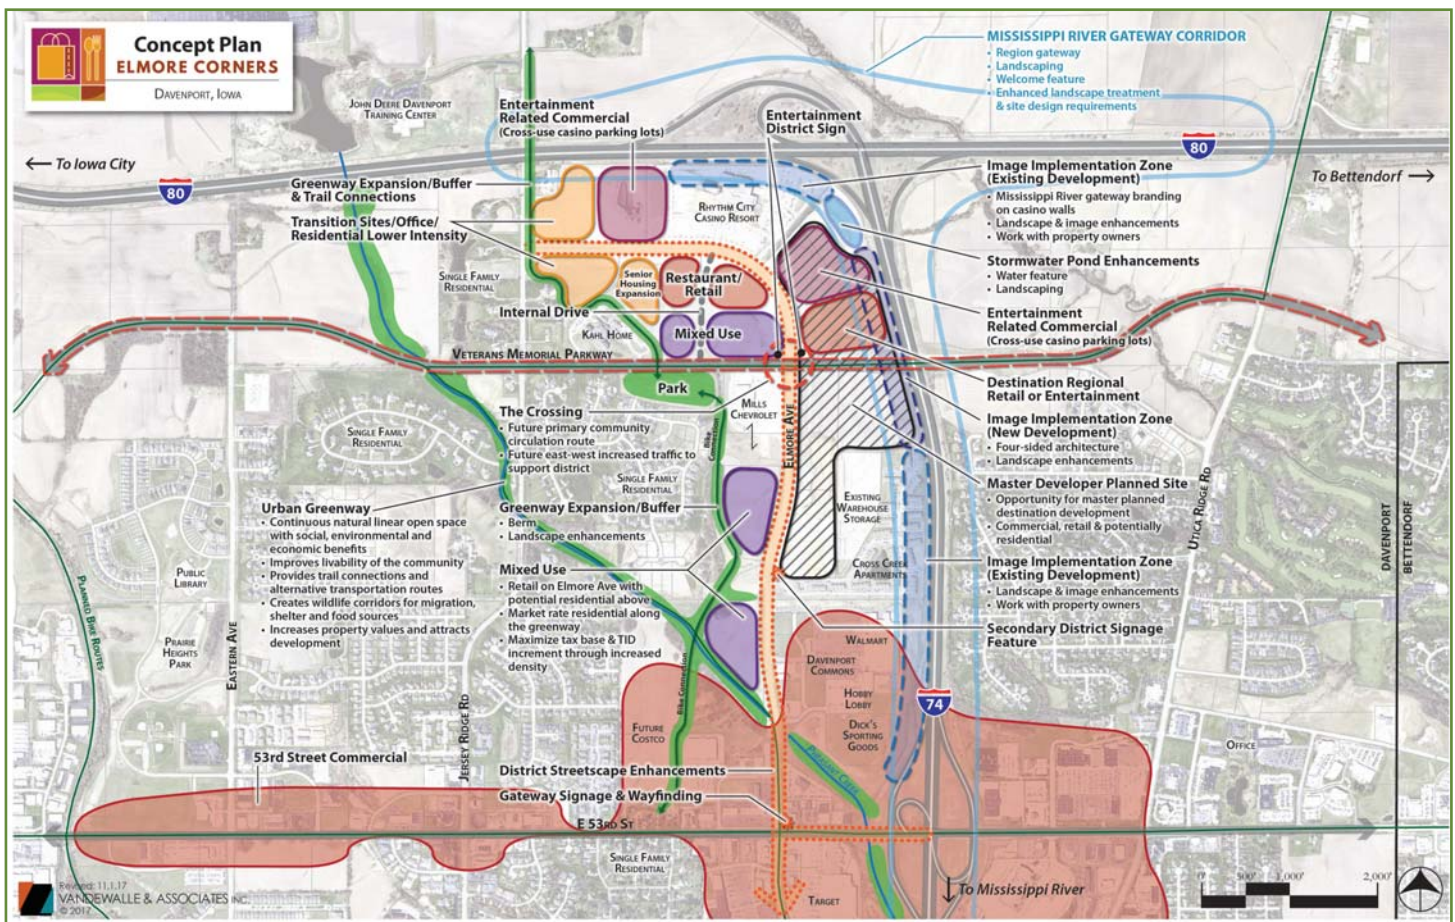 Concept Plan
ELMORE CORNERS
DAVENPORT, IOWA
JOHN DEERE DAVENPORT
TRAINING CENTER
MISSISSIPPI RIVER GATEWAY CORRIDOR
• Region gateway
• Landscaping
• Welcome feature
• Enhanced landscape treatment
& site design requirements
Entertainment
Related Commercial
(Cross-use casino parking lots)
Entertainment
District Sign
80
← To Iowa City
80
To Bettendorf →
Greenway Expansion/Buffer
& Trail Connections
Transition Sites/Office/
Residential Lower Intensity
RHYTHM CITY
CASINO RESORT
Image Implementation Zone
(Existing Development)
• Mississippi River gateway branding
on casino walls
• Landscape & image enhancements
• Work with property owners
Stormwater Pond Enhancements
• Water feature
• Landscaping
SINGLE FAMILY
RESIDENTIAL
Senior
Housing
Expansion
Restaurant/
Retail
Internal Drive
KAHL HOME
Mixed Use
Entertainment
Related Commercial
(Cross-use casino parking lots)
VETERANS MEMORIAL PARKWAY
Park
Destination Regional
Retail or Entertainment
The Crossing
• Future primary community
circulation route
• Future east-west increased traffic to
support district
MILLS
CHEVROLET
ELMORE AVE
Bike
Connection
Image Implementation Zone
(New Development)
• Four-sided architecture
• Landscape enhancements
SINGLE FAMILY
RESIDENTIAL
SINGLE FAMILY
RESIDENTIAL
Master Developer Planned Site
• Opportunity for master planned
destination development
• Commercial, retail & potentially
residential
UTICA RIDGE RD
DAVENPORT
BETTENDORF
EXISTING
WAREHOUSE
STORAGE
Urban Greenway
• Continuous natural linear open space
with social, environmental and
economic benefits
• Improves livability of the community
• Provides trail connections and
alternative transportation routes
• Creates wildlife corridors for migration,
shelter and food sources
• Increases property values and attracts
development
Greenway Expansion/Buffer
• Berm
• Landscape enhancements
Mixed Use
• Retail on Elmore Ave with
potential residential above
• Market rate residential along
the greenway
• Maximize tax base & TID
increment through increased
density
CROSS CREEK
APARTMENTS
Image Implementation Zone
(Existing Development)
• Landscape & image enhancements
• Work with property owners
Secondary District Signage
Feature
PLANNED BIKE ROUTES
PUBLIC
LIBRARY
PRAIRIE
HEIGHTS
PARK
EASTERN AVE
JERSEY RIDGE RD
Bike Connection
WALMART
DAVENPORT
COMMONS
HOBBY
LOBBY
DICK'S
SPORTING
GOODS
74
FUTURE
COSTCO
Pheasant Creek
OFFICE
53rd Street Commercial
District Streetscape Enhancements
Gateway Signage & Wayfinding
E 53RD ST
SINGLE FAMILY
RESIDENTIAL
TARGET
↓ To Mississippi River
0' 500' 1,000' 2,000'
Revised: 11.1.17
VANDEWALLE & ASSOCIATES INC.
© 2017